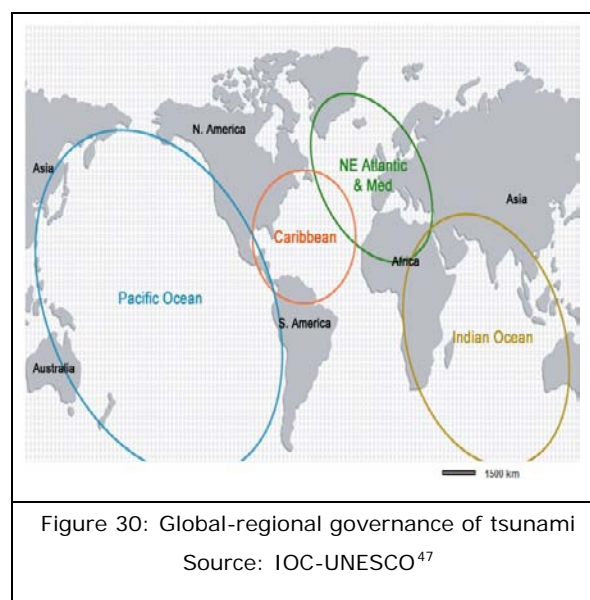 N. America
Asia
NE Atlantic
& Med
Asia
Caribbean
Africa
Pacific Ocean
S. America
Indian Ocean
Australia
1500 km
Figure 30: Global-regional governance of tsunami
Source: IOC-UNESCO47